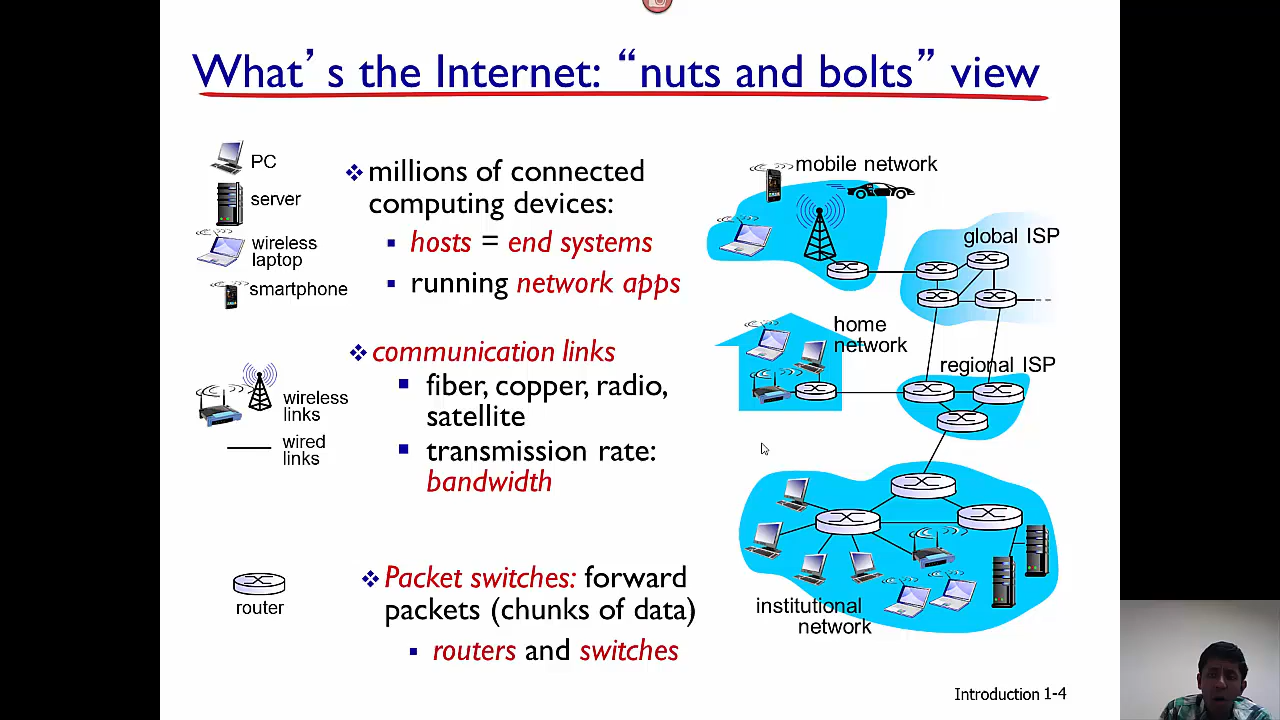 What's the Internet: “nuts and bolts” view
PC
server
wireless
laptop
smartphone
millions of connected
computing devices:
hosts = end systems
running network apps
communication links
fiber, copper, radio,
satellite
transmission rate:
bandwidth
wireless
links
wired
links
Packet switches: forward
packets (chunks of data)
routers and switches
router
mobile network
global ISP
home
network
regional ISP
institutional
network
Introduction 1-4